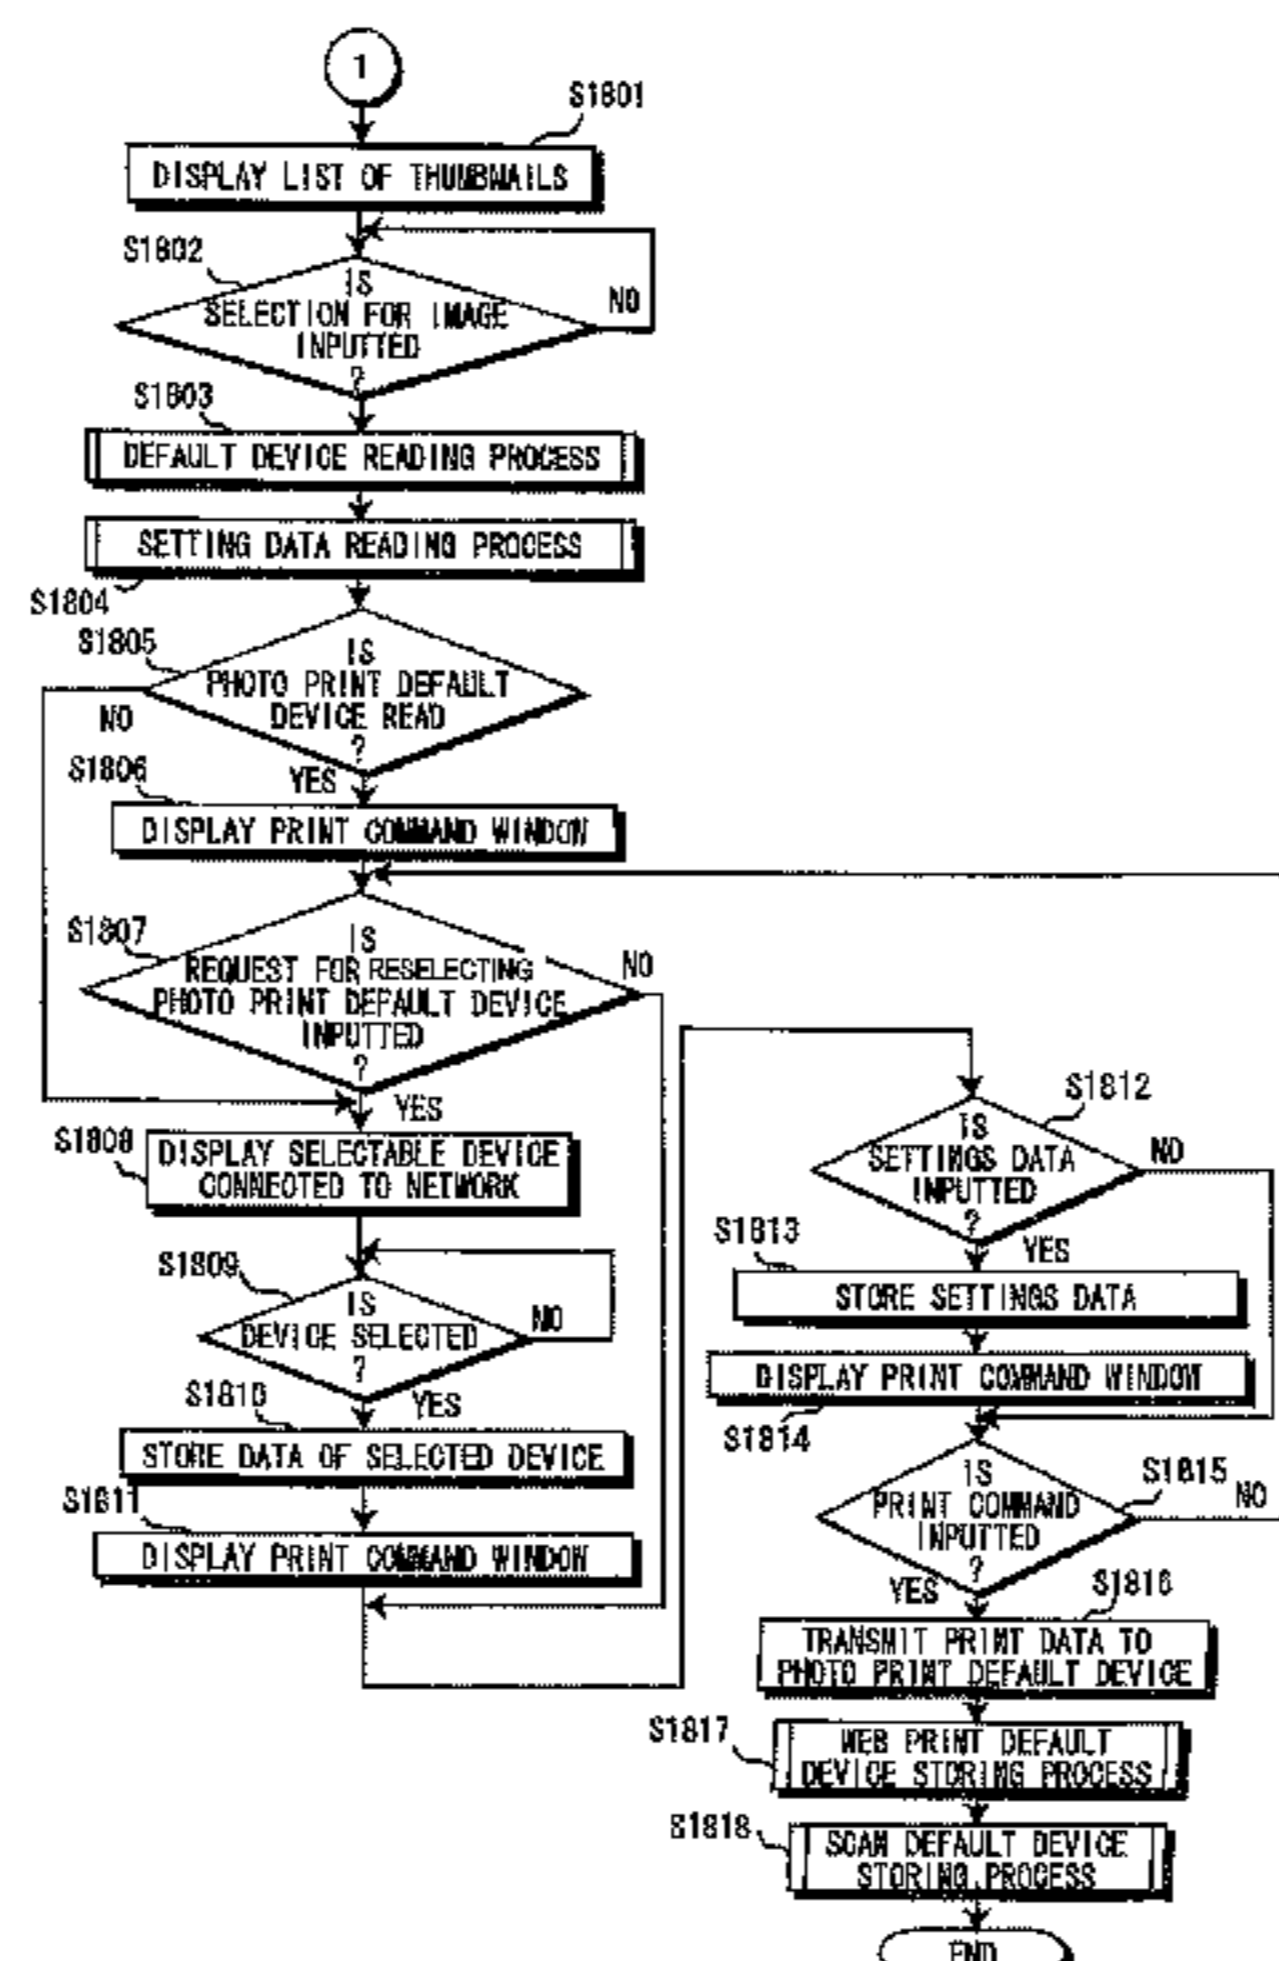 1
S1801
DISPLAY LIST OF THUMBNAILS
S1802
IS
SELECTION FOR IMAGE
INPUTTED
?
NO
S1803
DEFAULT DEVICE READING PROCESS
SETTING DATA READING PROCESS
S1804
S1805
IS
PHOTO PRINT DEFAULT
DEVICE READ
?
NO
YES
S1806
DISPLAY PRINT COMMAND WINDOW
S1807
IS
REQUEST FOR RESELECTING
PHOTO PRINT DEFAULT DEVICE
INPUTTED
?
NO
YES
S1808
DISPLAY SELECTABLE DEVICE
CONNECTED TO NETWORK
S1809
IS
DEVICE SELECTED
?
NO
YES
S1810
STORE DATA OF SELECTED DEVICE
S1811
DISPLAY PRINT COMMAND WINDOW
S1812
IS
SETTINGS DATA
INPUTTED
?
NO
YES
S1813
STORE SETTINGS DATA
DISPLAY PRINT COMMAND WINDOW
S1814
IS
PRINT COMMAND
INPUTTED
?
S1815
NO
YES
S1816
TRANSMIT PRINT DATA TO
PHOTO PRINT DEFAULT DEVICE
S1817
WEB PRINT DEFAULT
DEVICE STORING PROCESS
S1818
SCAN DEFAULT DEVICE
STORING PROCESS
END